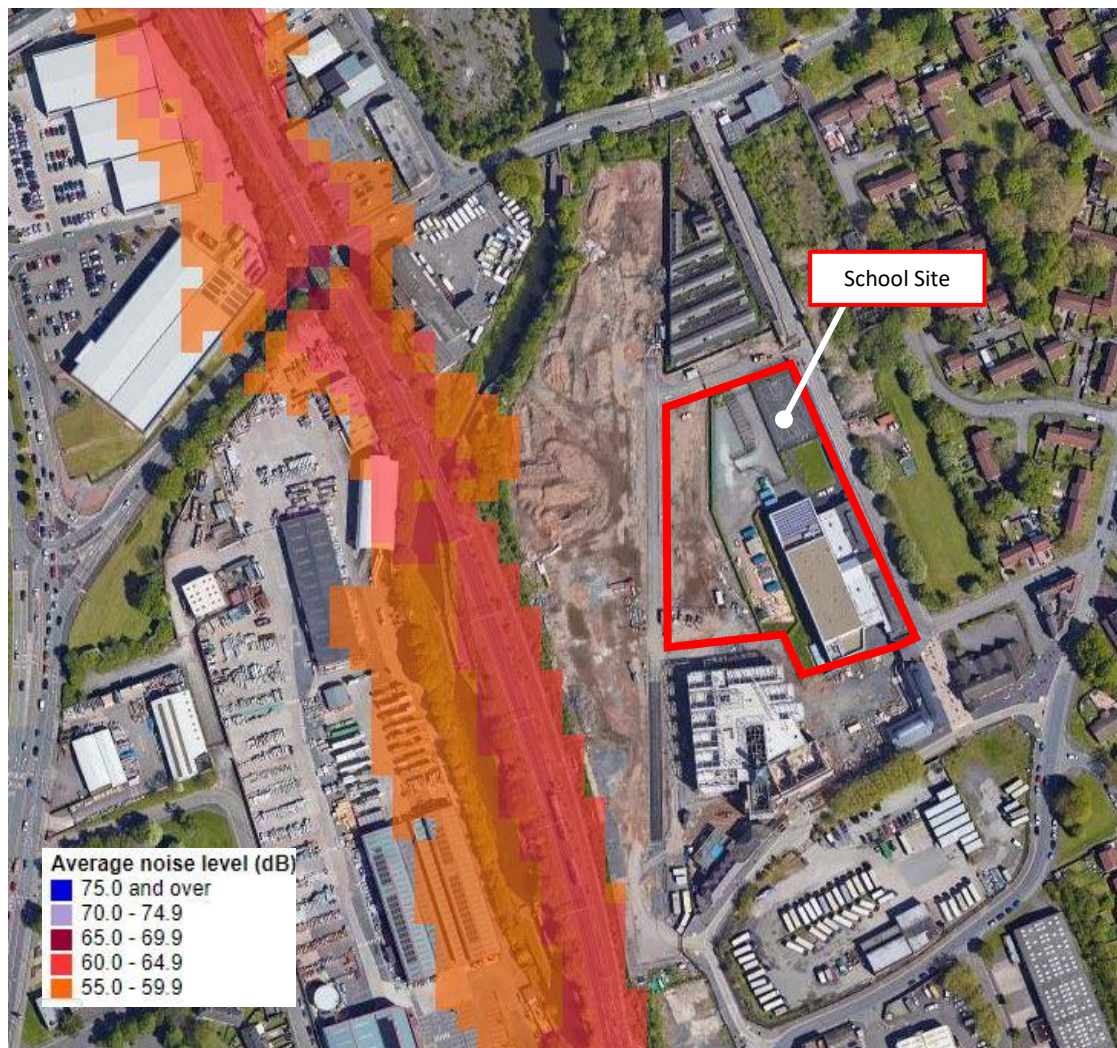 School Site
Average noise level (dB)
75.0 and over
70.0 - 74.9
65.0 - 69.9
60.0 - 64.9
55.0 - 59.9